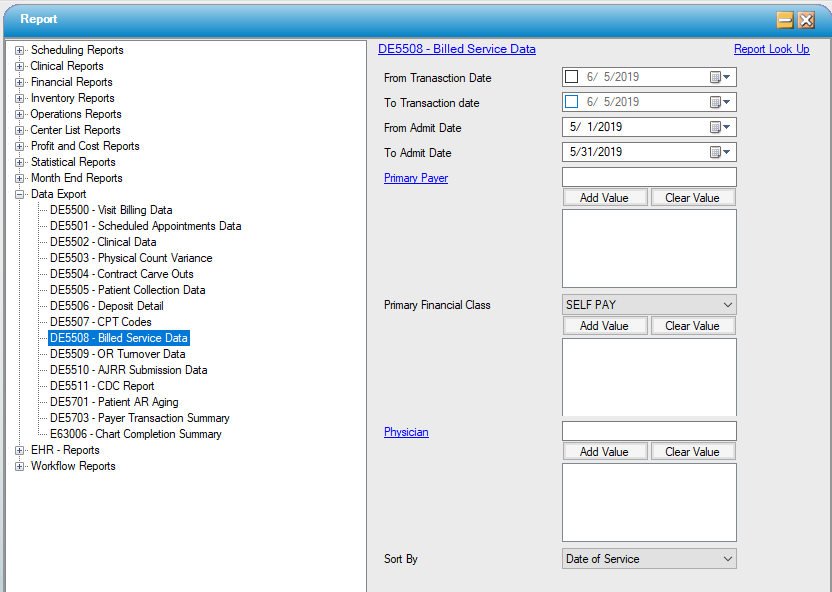 Report
Scheduling Reports
Clinical Reports
Financial Reports
Inventory Reports
Operations Reports
Center List Reports
Profit and Cost Reports
Statistical Reports
Month End Reports
Data Export
DE5500 - Visit Billing Data
DE5501 - Scheduled Appointments Data
DE5502 - Clinical Data
DE5503 - Physical Count Variance
DE5504 - Contract Carve Outs
DE5505 - Patient Collection Data
DE5506 - Deposit Detail
DE5507 - CPT Codes
DE5508 - Billed Service Data
DE5509 - OR Turnover Data
DE5510 - AJRR Submission Data
DE5511 - CDC Report
DE5701 - Patient AR Aging
DE5703 - Payer Transaction Summary
E63006 - Chart Completion Summary
EHR - Reports
Workflow Reports
DE5508 - Billed Service Data Report Look Up
From Tranasction Date 6/ 5/2019
To Transaction date 6/ 5/2019
From Admit Date 5/ 1/2019
To Admit Date 5/31/2019
Primary Payer
Add Value Clear Value
Primary Financial Class SELF PAY
Add Value Clear Value
Physician
Add Value Clear Value
Sort By Date of Service